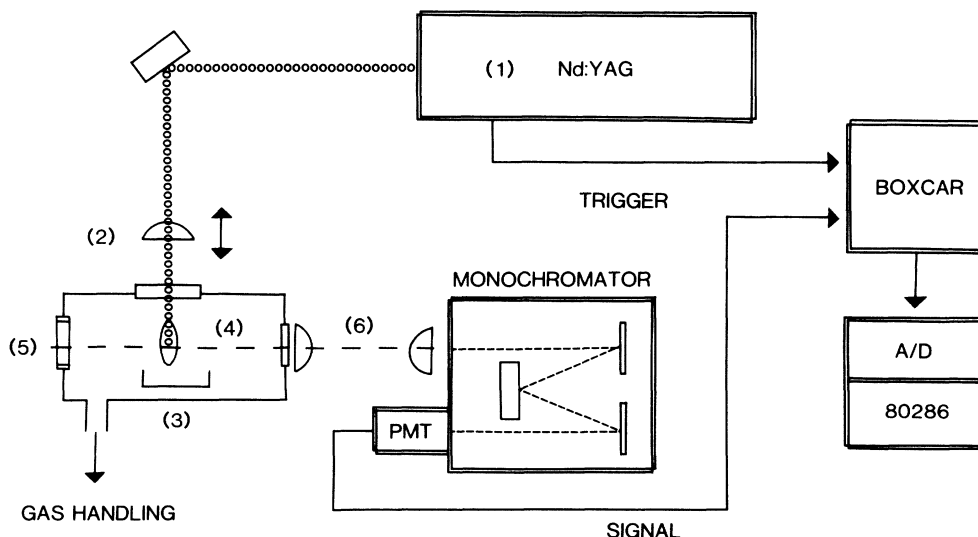 (1) Nd:YAG
BOXCAR
TRIGGER
(2)
MONOCHROMATOR
(4)
(6)
(5)
A/D
(3)
PMT
80286
GAS HANDLING
SIGNAL